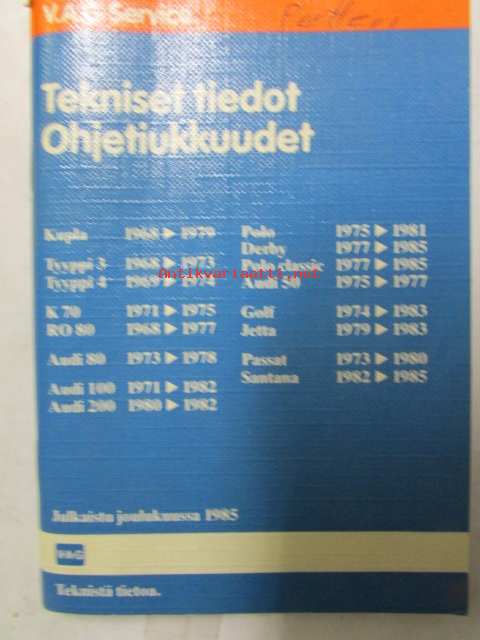 V.A.G Service
Tekniset tiedot
Ohjetiukkuudet
Kupla 1968 ▶ 1979
Tyyppi 3 1968 ▶ 1973
Tyyppi 4 1969 ▶ 1974
K 70 1971 ▶ 1975
RO 80 1968 ▶ 1977
Audi 80 1973 ▶ 1978
Audi 100 1971 ▶ 1982
Audi 200 1980 ▶ 1982
Polo 1975 ▶ 1981
Derby 1977 ▶ 1985
Polo classic 1977 ▶ 1985
Audi 50 1975 ▶ 1977
Golf 1974 ▶ 1983
Jetta 1979 ▶ 1983
Passat 1973 ▶ 1980
Santana 1982 ▶ 1985
Antikvariaatti.net
Julkaistu joulukuussa 1985
V·A·G
Teknistä tietoa.